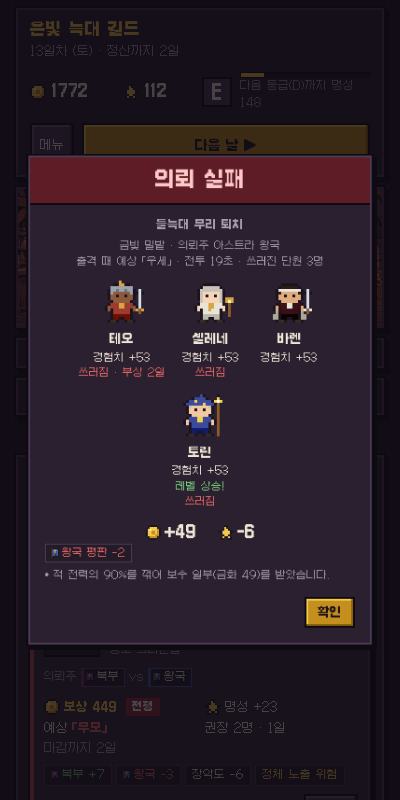 은빛 늑대 길드
13일차 (토) · 정산까지 2일
1772
112
E
다음 등급(D)까지 명성 148
메뉴
다음 날 ▶
의뢰 실패
들늑대 무리 퇴치
금빛 밀밭 · 의뢰주 아스트라 왕국
출격 때 예상 「우세」 · 전투 19초 · 쓰러진 단원 3명
테오
셀레네
바렌
경험치 +53
경험치 +53
경험치 +53
쓰러짐 · 부상 2일
쓰러짐
토린
경험치 +53
레벨 상승!
쓰러짐
+49
-6
왕국 평판 -2
• 적 전력의 90%를 꺾어 보수 일부(금화 49)를 받았습니다.
확인
의뢰주 북부 vs 왕국
보상 449 전쟁 명성 +23
예상 「무모」 권장 2명 · 1일
마감까지 2일
북부 +7 왕국 -3 장악도 -6 정체 노출 위험